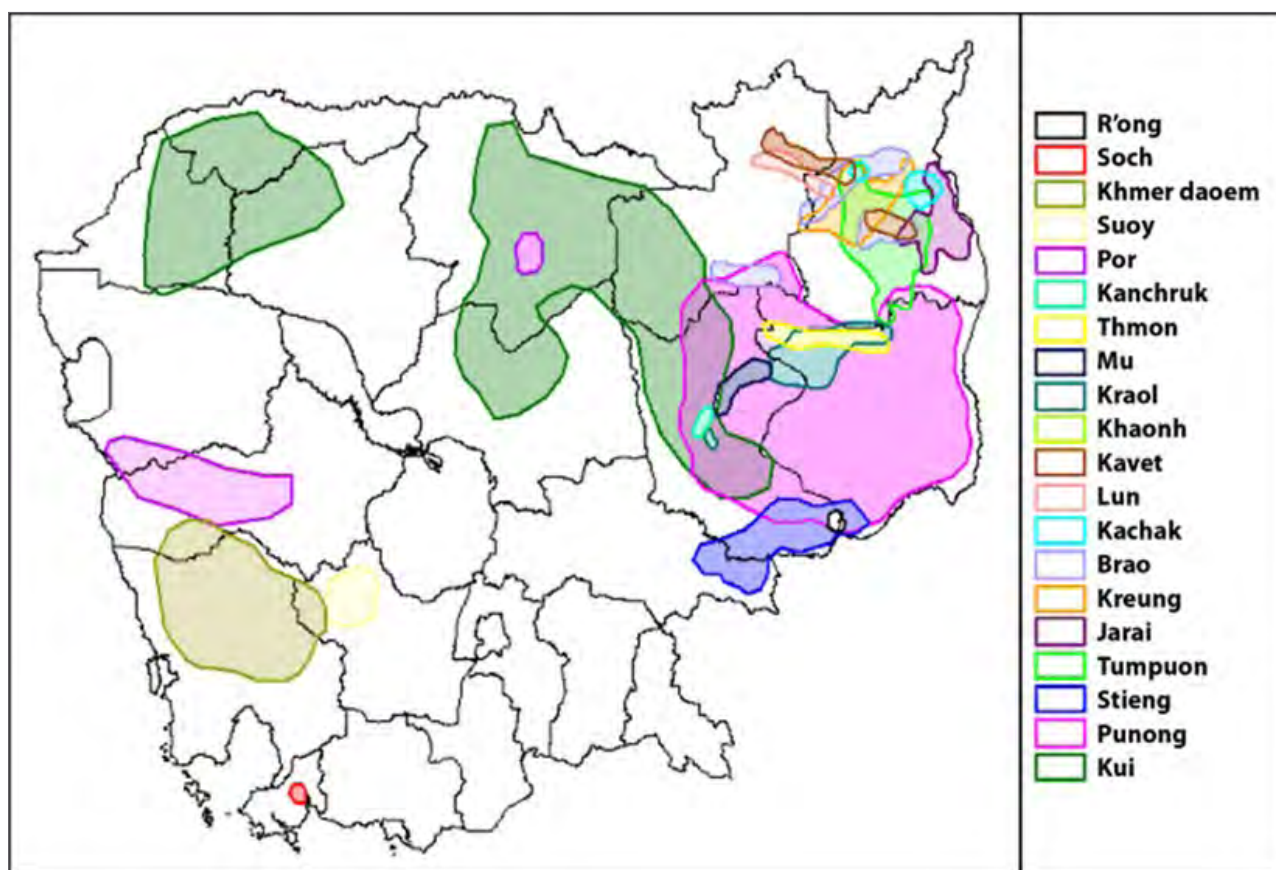 R'ong
Soch
Khmer daoem
Suoy
Por
Kanchruk
Thmon
Mu
Kraol
Khaonh
Kavet
Lun
Kachak
Brao
Kreung
Jarai
Tumpuon
Stieng
Punong
Kui